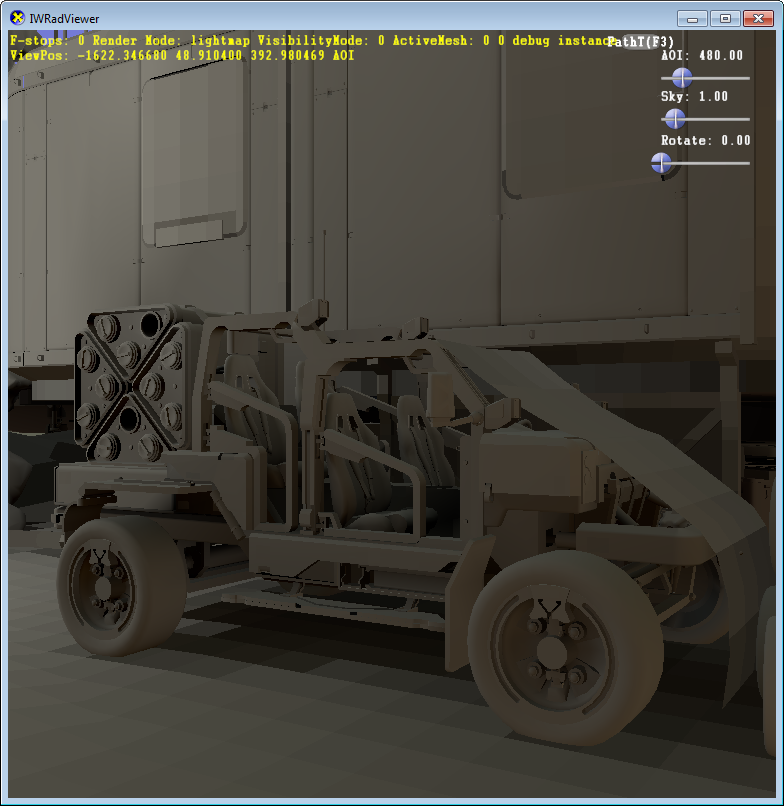 IWRadViewer
F-stops: 0 Render Mode: lightmap VisibilityMode: 0 ActiveMesh: 0 0 debug instance
PathT(F3)
ViewPos: -1622.346680 48.910400 392.980469 AOI
AOI: 480.00
Sky: 1.00
Rotate: 0.00